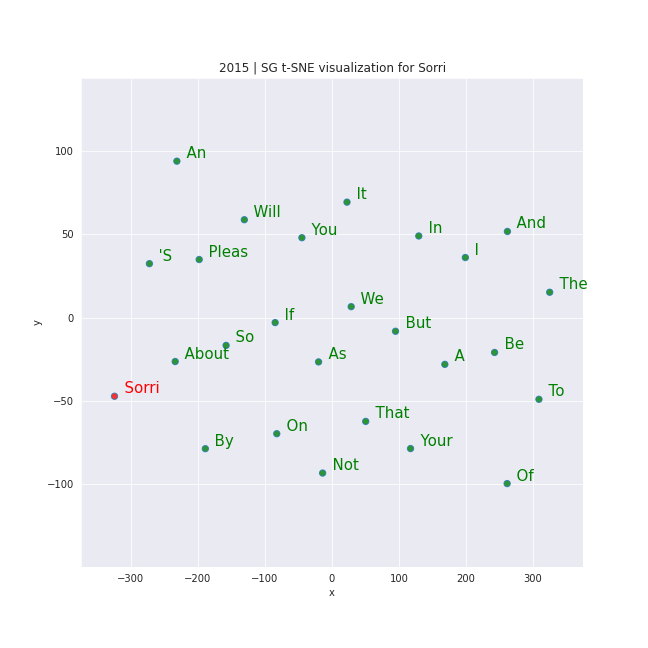 2015 | SG t-SNE visualization for Sorri
100
50
0
−50
−100
y
An
It
Will
And
In
You
I
Pleas
'S
The
We
If
But
So
Be
About
As
A
Sorri
To
That
On
By
Your
Not
Of
−300 −200 −100 0 100 200 300
x